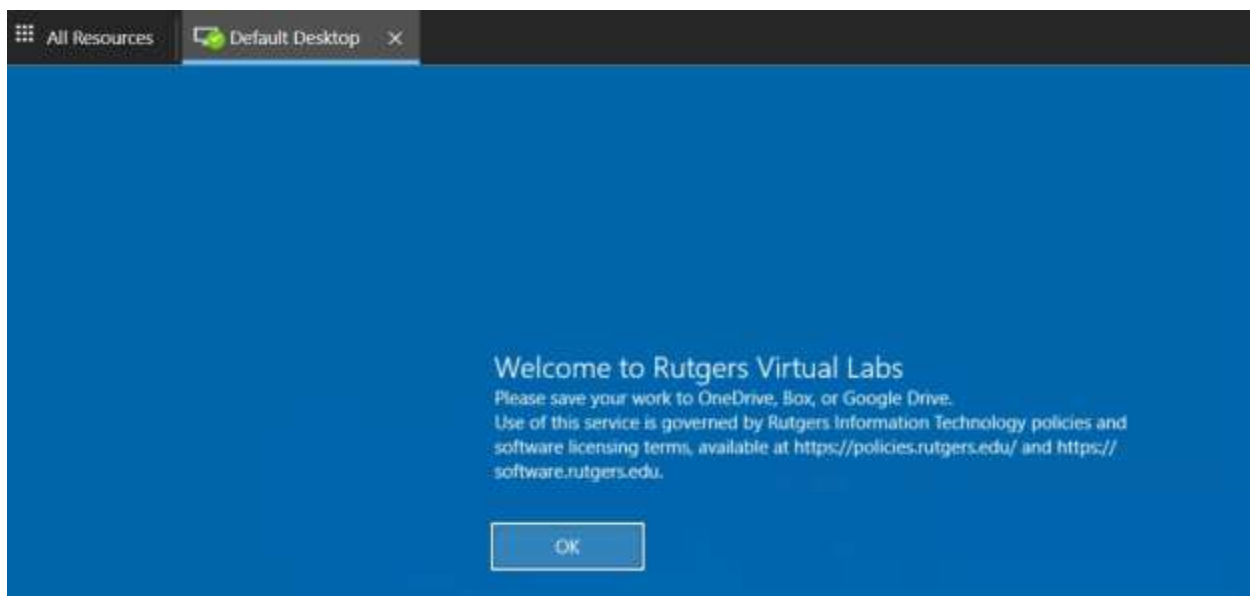 All Resources
Default Desktop
Welcome to Rutgers Virtual Labs
Please save your work to OneDrive, Box, or Google Drive.
Use of this service is governed by Rutgers Information Technology policies and
software licensing terms, available at https://policies.rutgers.edu/ and https://
software.rutgers.edu.
OK